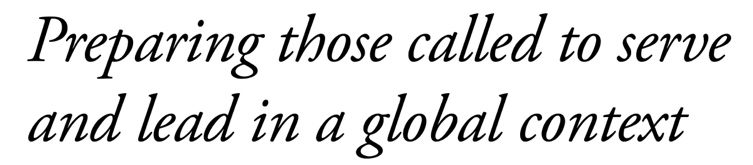 Preparing those called to serve
and lead in a global context